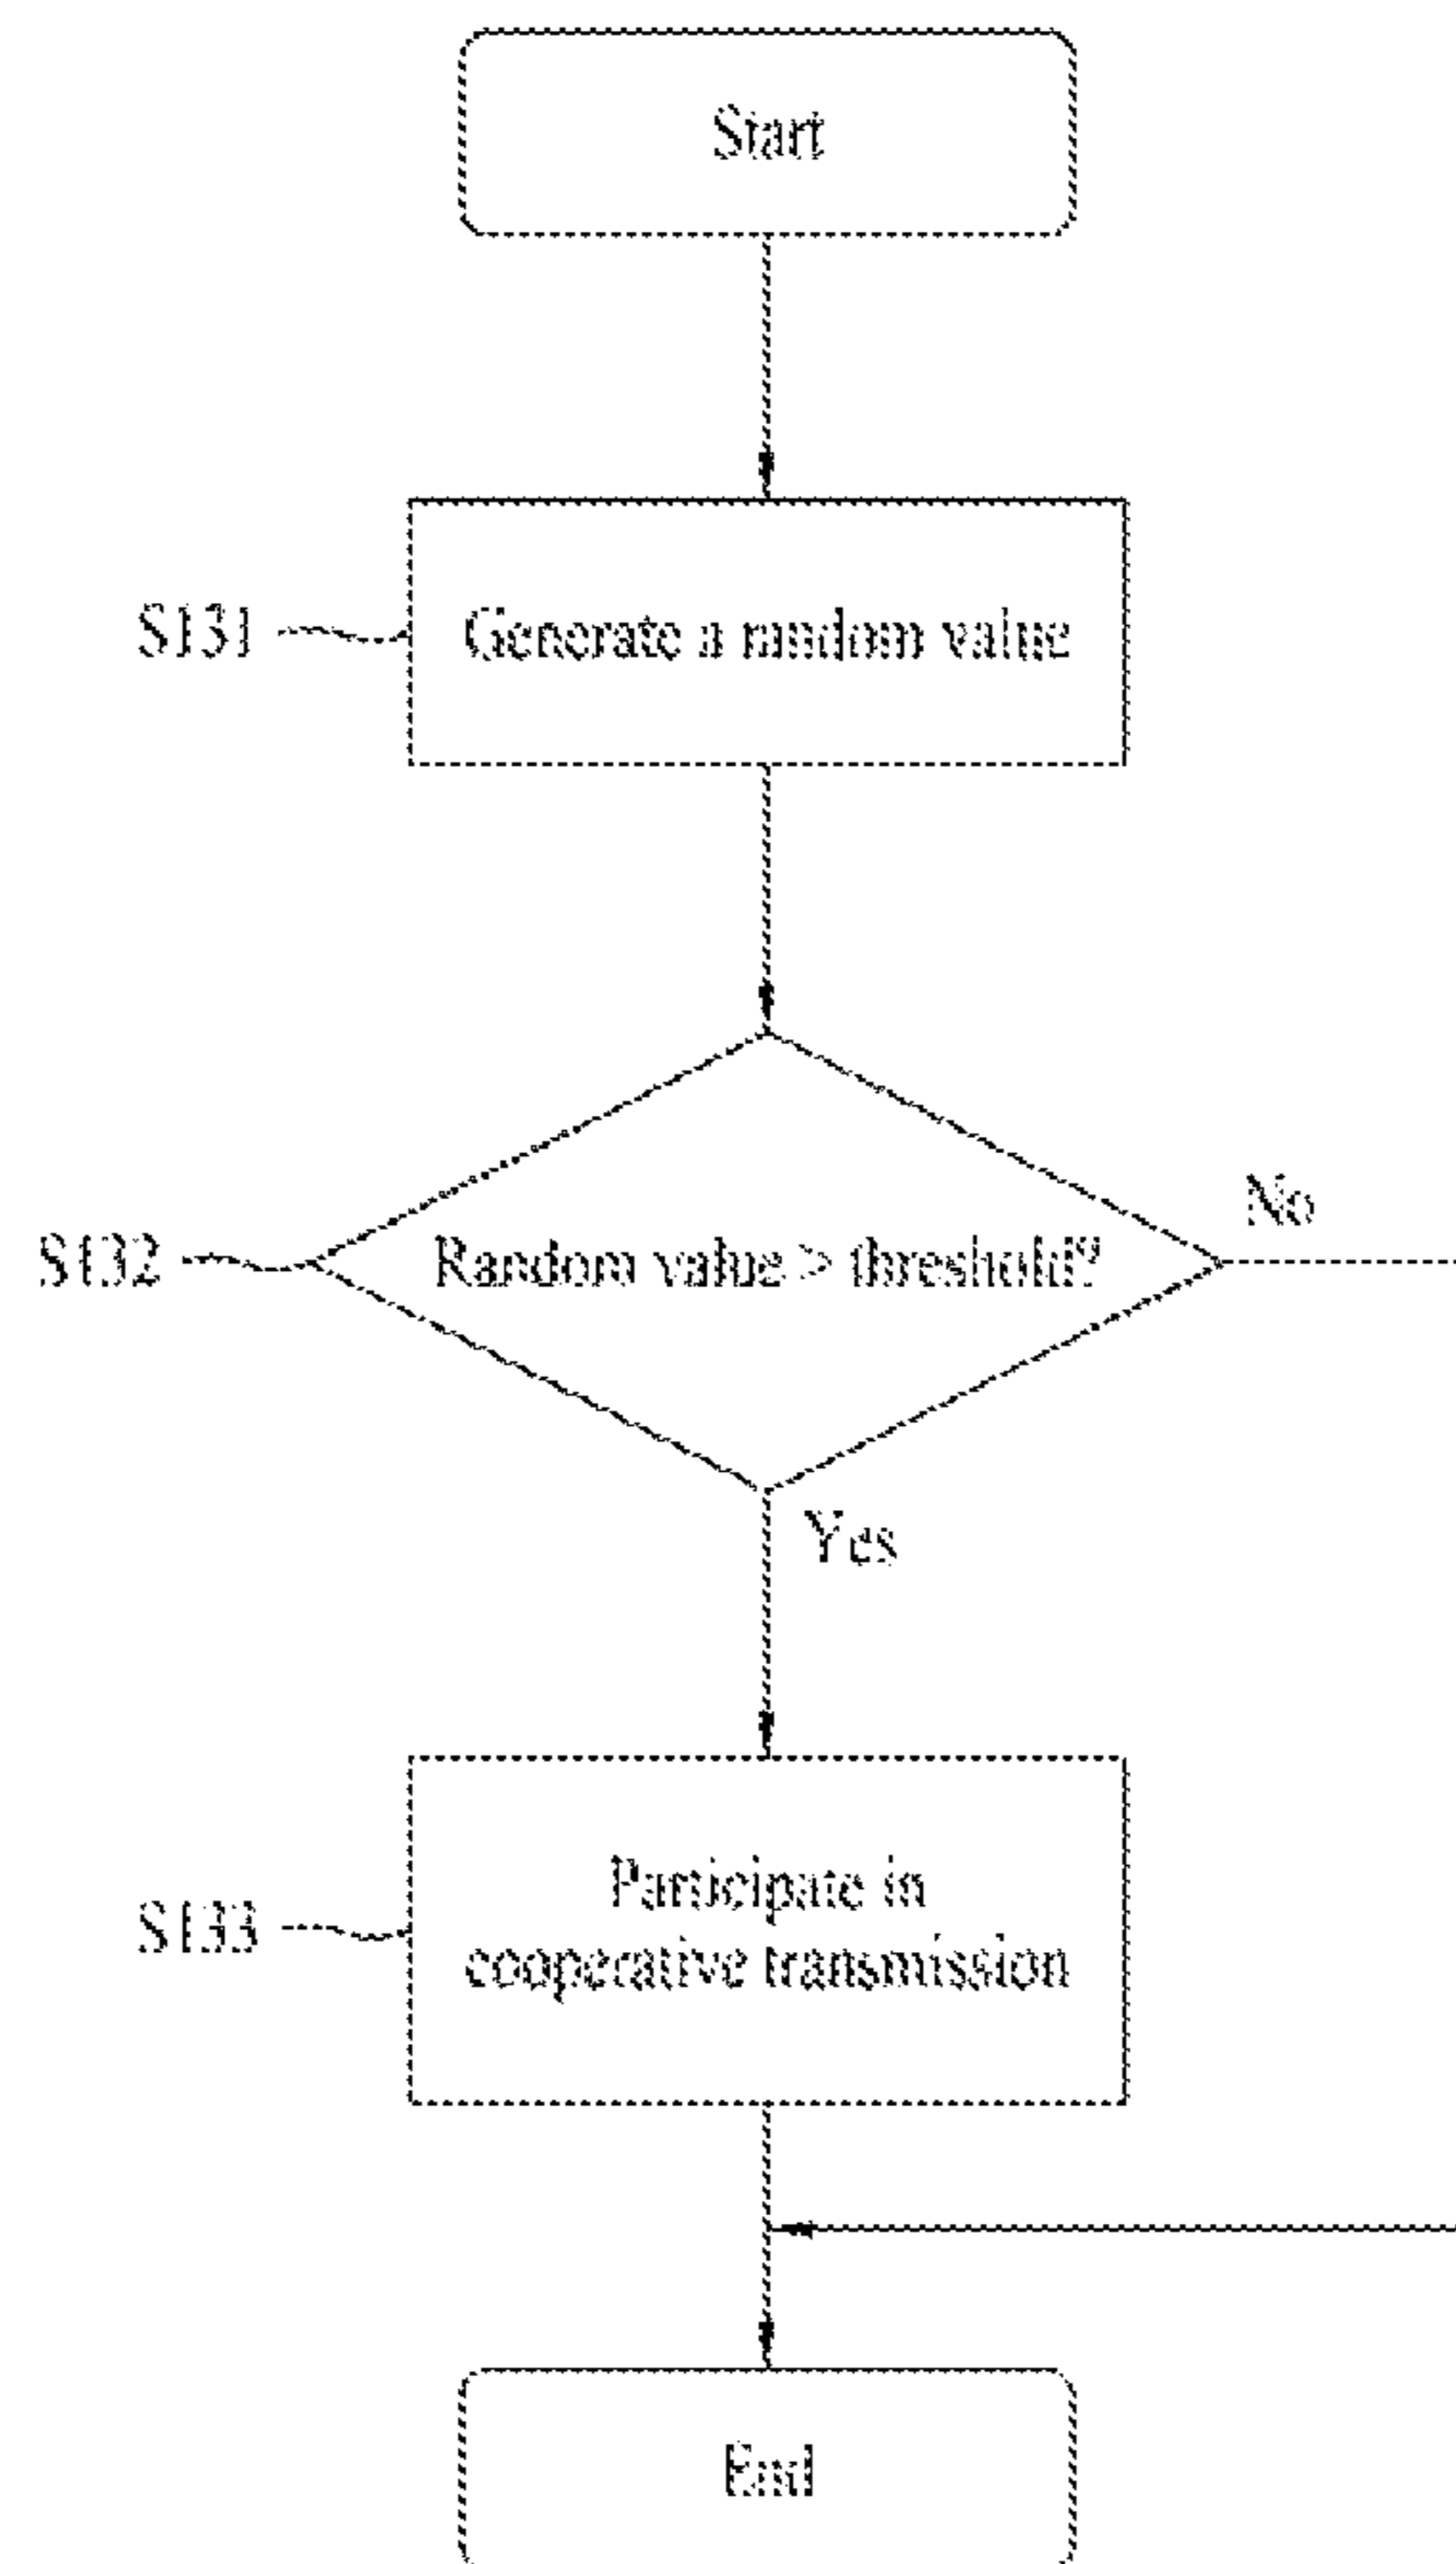 Start
S131
Generate a random value
S132
Random value > threshold?
No
Yes
S133
Participate in
cooperative transmission
End